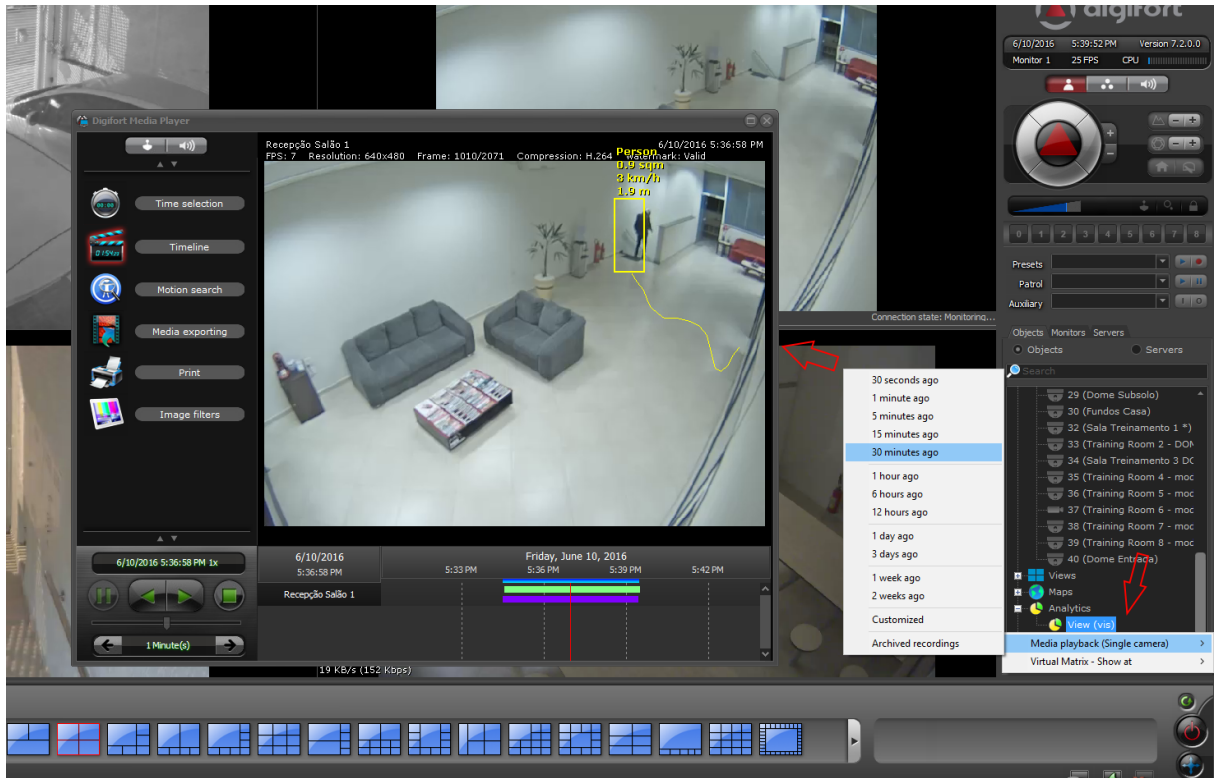 digifort
6/10/2016 5:39:52 PM Version 7.2.0.0
Monitor 1 25 FPS CPU
Digifort Media Player
Recepção Salão 1 6/10/2016 5:36:58 PM
FPS: 7 Resolution: 640x480 Frame: 1010/2071 Compression: H.264 Watermark: Valid
Person
0.9 sqm
3 km/h
1.9 m
Time selection
Timeline
Motion search
Media exporting
Print
Image filters
6/10/2016 5:36:58 PM 1x
1 Minute(s)
6/10/2016
5:36:58 PM
Friday, June 10, 2016
5:33 PM 5:36 PM 5:39 PM 5:42 PM
Recepção Salão 1
19 KB/s (152 Kbps)
Connection state: Monitoring...
0 1 2 3 4 5 6 7 8
Presets
Patrol
Auxiliary
Objects Monitors Servers
Objects Servers
Search
29 (Dome Subsolo)
30 (Fundos Casa)
32 (Sala Treinamento 1 *)
33 (Training Room 2 - DOM
34 (Sala Treinamento 3 DC
35 (Training Room 4 - moc
36 (Training Room 5 - moc
37 (Training Room 6 - moc
38 (Training Room 7 - moc
39 (Training Room 8 - moc
40 (Dome Entrada)
Views
Maps
Analytics
View (vis)
Media playback (Single camera)
Virtual Matrix - Show at
30 seconds ago
1 minute ago
5 minutes ago
15 minutes ago
30 minutes ago
1 hour ago
6 hours ago
12 hours ago
1 day ago
3 days ago
1 week ago
2 weeks ago
Customized
Archived recordings